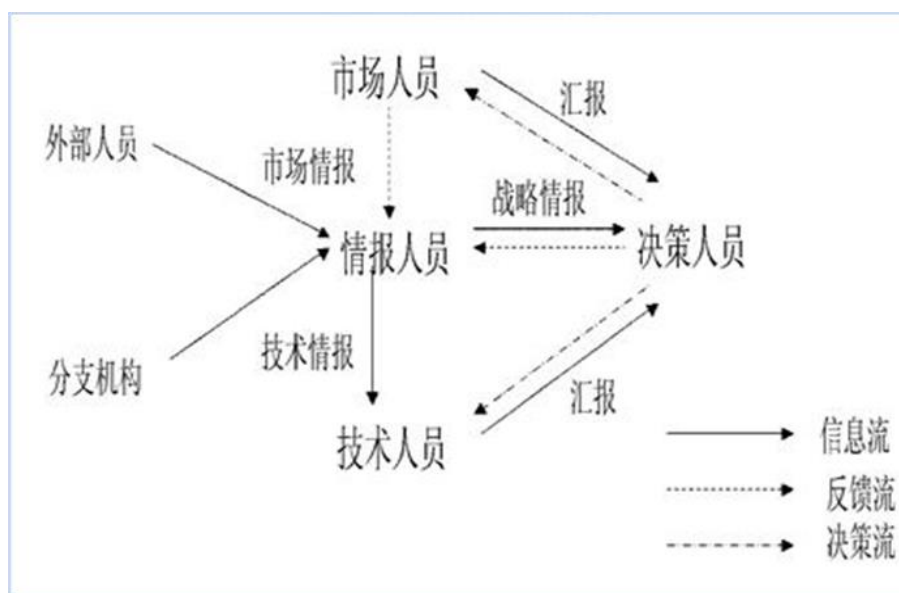 市场人员
汇报
外部人员
市场情报
战略情报
情报人员
决策人员
技术情报
分支机构
汇报
技术人员
信息流
反馈流
决策流